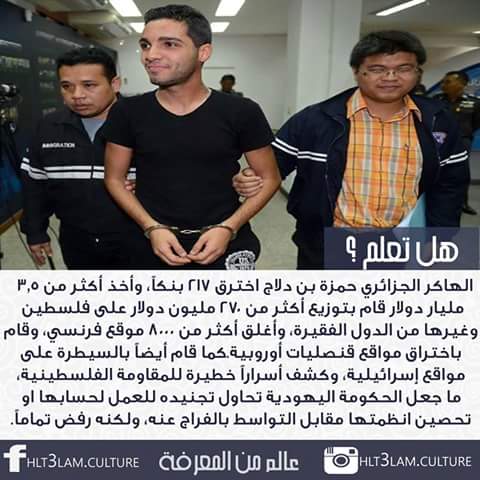 IMMIGRATION
هل تعلم ؟
الهاكر الجزائري حمزة بن دلاج اخترق ٢١٧ بنكاً، وأخذ أكثر من ٣,٥
مليار دولار قام بتوزيع أكثر من ٢٧٠ مليون دولار على فلسطين
وغيرها من الدول الفقيرة، وأغلق أكثر من ٨٠٠٠ موقع فرنسي، وقام
باختراق مواقع قنصليات أوروبية.كما قام أيضاً بالسيطرة على
مواقع إسرائيلية، وكشف أسراراً خطيرة للمقاومة الفلسطينية،
ما جعل الحكومة اليهودية تحاول تجنيده للعمل لحسابها او
تحصين انظمتها مقابل التواسط بالفراج عنه، ولكنه رفض تماماً.
HLT3LAM.CULTURE عالم من المعرفة HLT3LAM.CULTURE